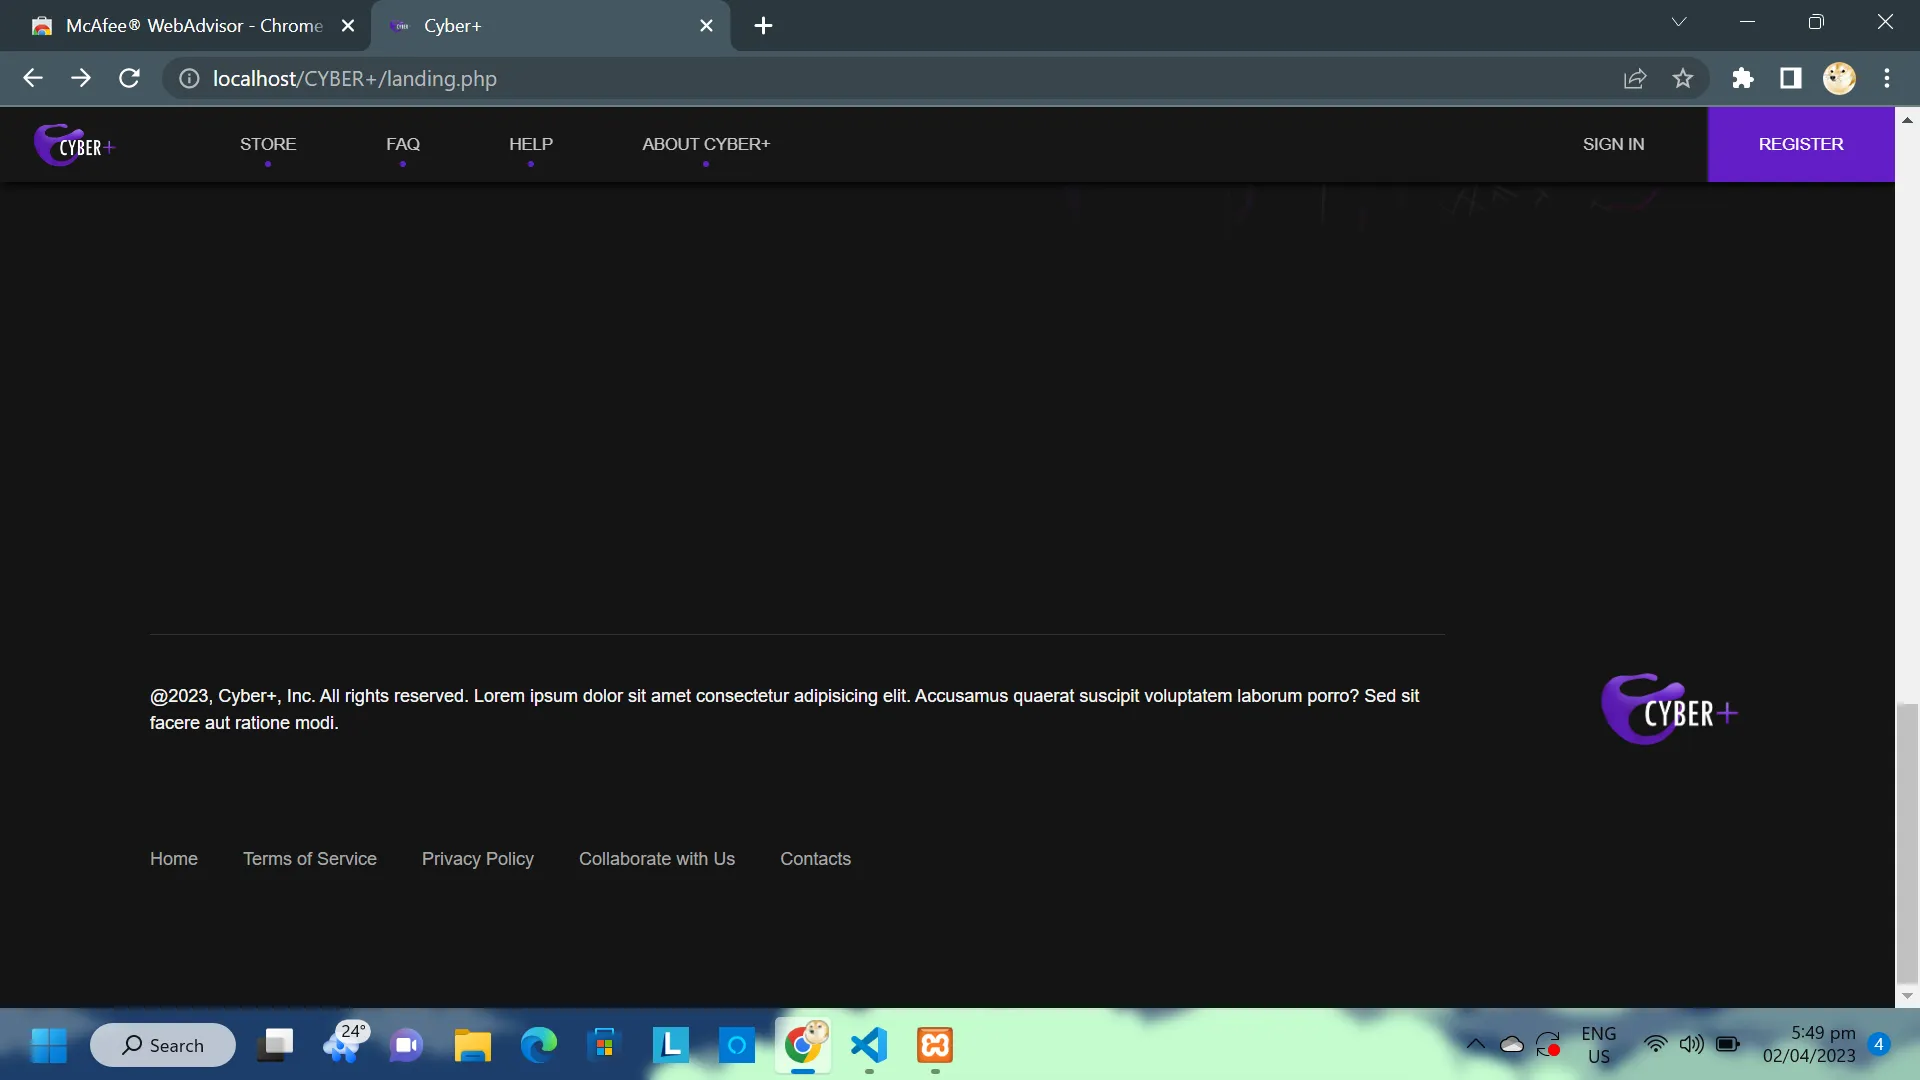 McAfee® WebAdvisor - Chrome
Cyber+
localhost/CYBER+/landing.php
CYBER+
STORE
FAQ
HELP
ABOUT CYBER+
SIGN IN
REGISTER
@2023, Cyber+, Inc. All rights reserved. Lorem ipsum dolor sit amet consectetur adipisicing elit. Accusamus quaerat suscipit voluptatem laborum porro? Sed sit
facere aut ratione modi.
CYBER+
Home
Terms of Service
Privacy Policy
Collaborate with Us
Contacts
Search
24°
L
ENG
US
5:49 pm
02/04/2023
4